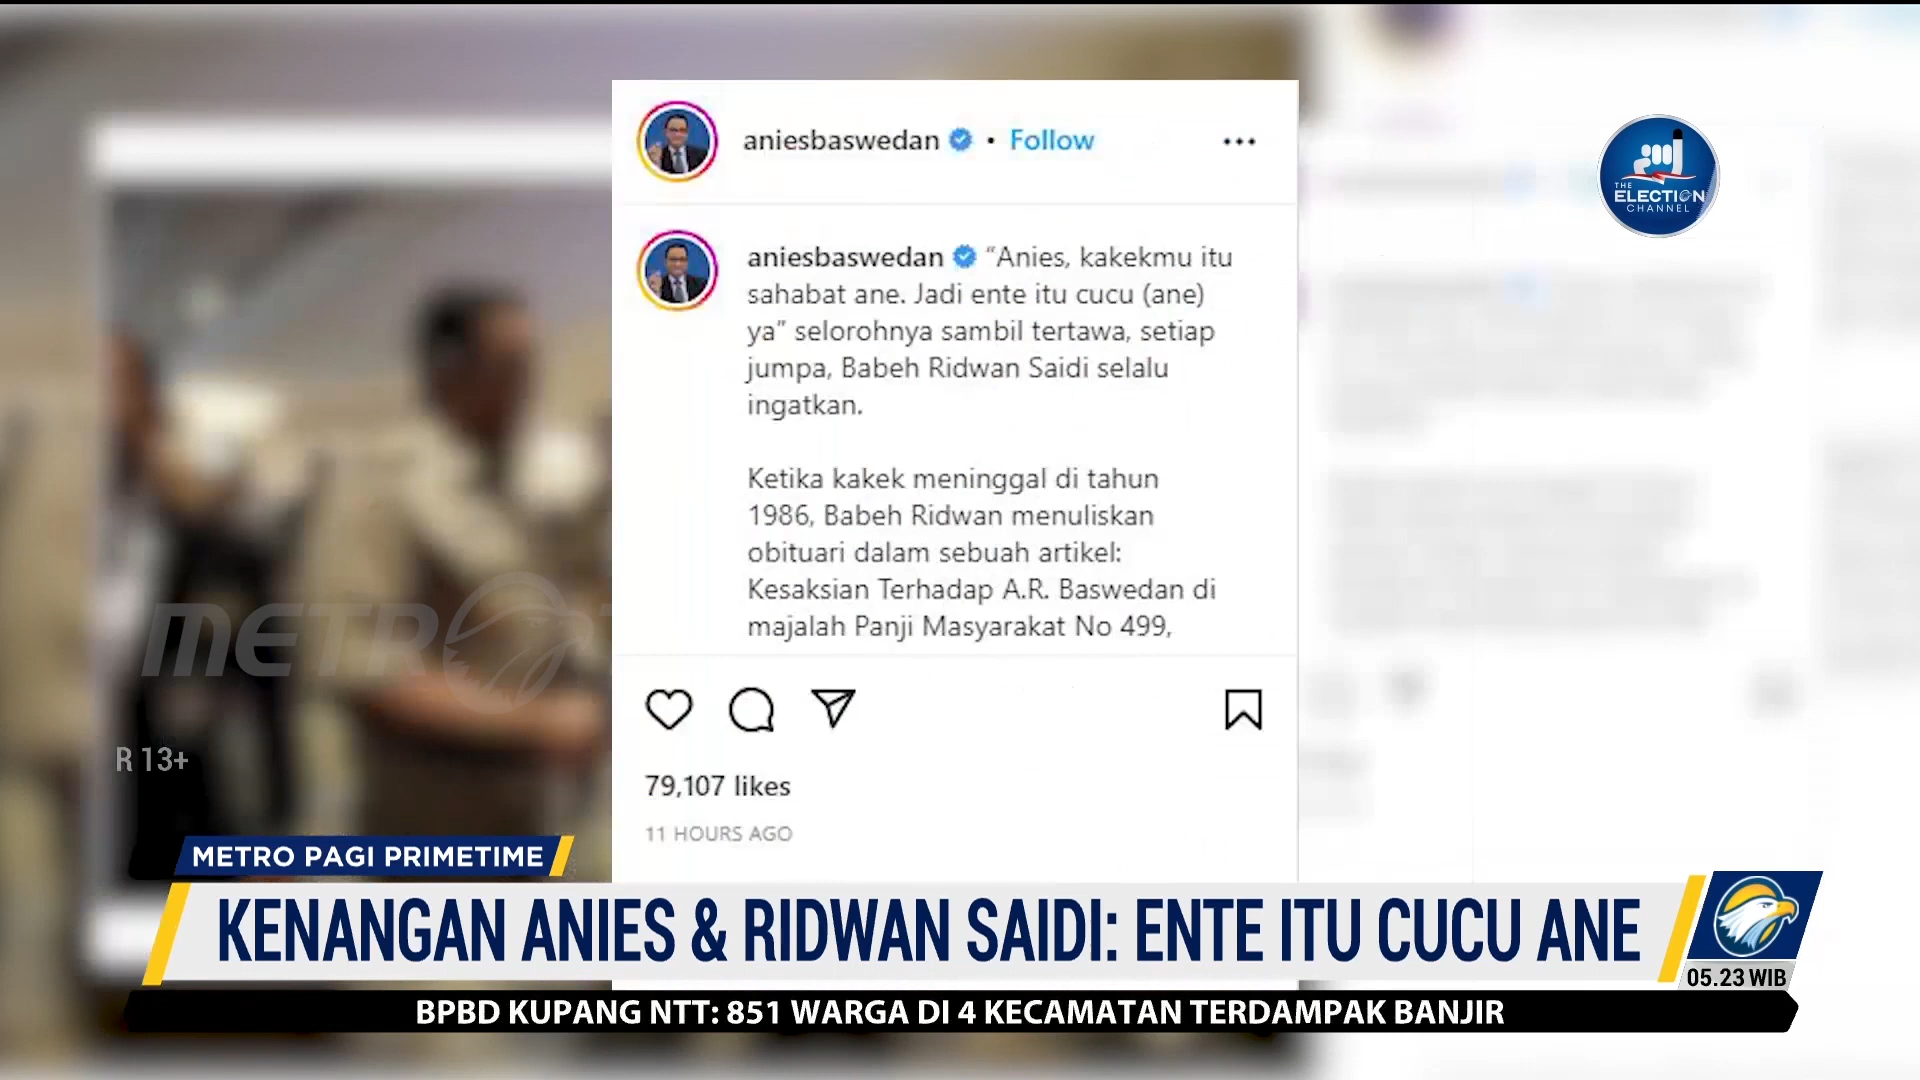 aniesbaswedan • Follow
THE
ELECTION
CHANNEL
aniesbaswedan “Anies, kakekmu itu
sahabat ane. Jadi ente itu cucu (ane)
ya” selorohnya sambil tertawa, setiap
jumpa, Babeh Ridwan Saidi selalu
ingatkan.
Ketika kakek meninggal di tahun
1986, Babeh Ridwan menuliskan
obituari dalam sebuah artikel:
Kesaksian Terhadap A.R. Baswedan di
majalah Panji Masyarakat No 499,
METRO
R 13+
79,107 likes
11 HOURS AGO
METRO PAGI PRIMETIME
KENANGAN ANIES & RIDWAN SAIDI: ENTE ITU CUCU ANE
05.23 WIB
BPBD KUPANG NTT: 851 WARGA DI 4 KECAMATAN TERDAMPAK BANJIR